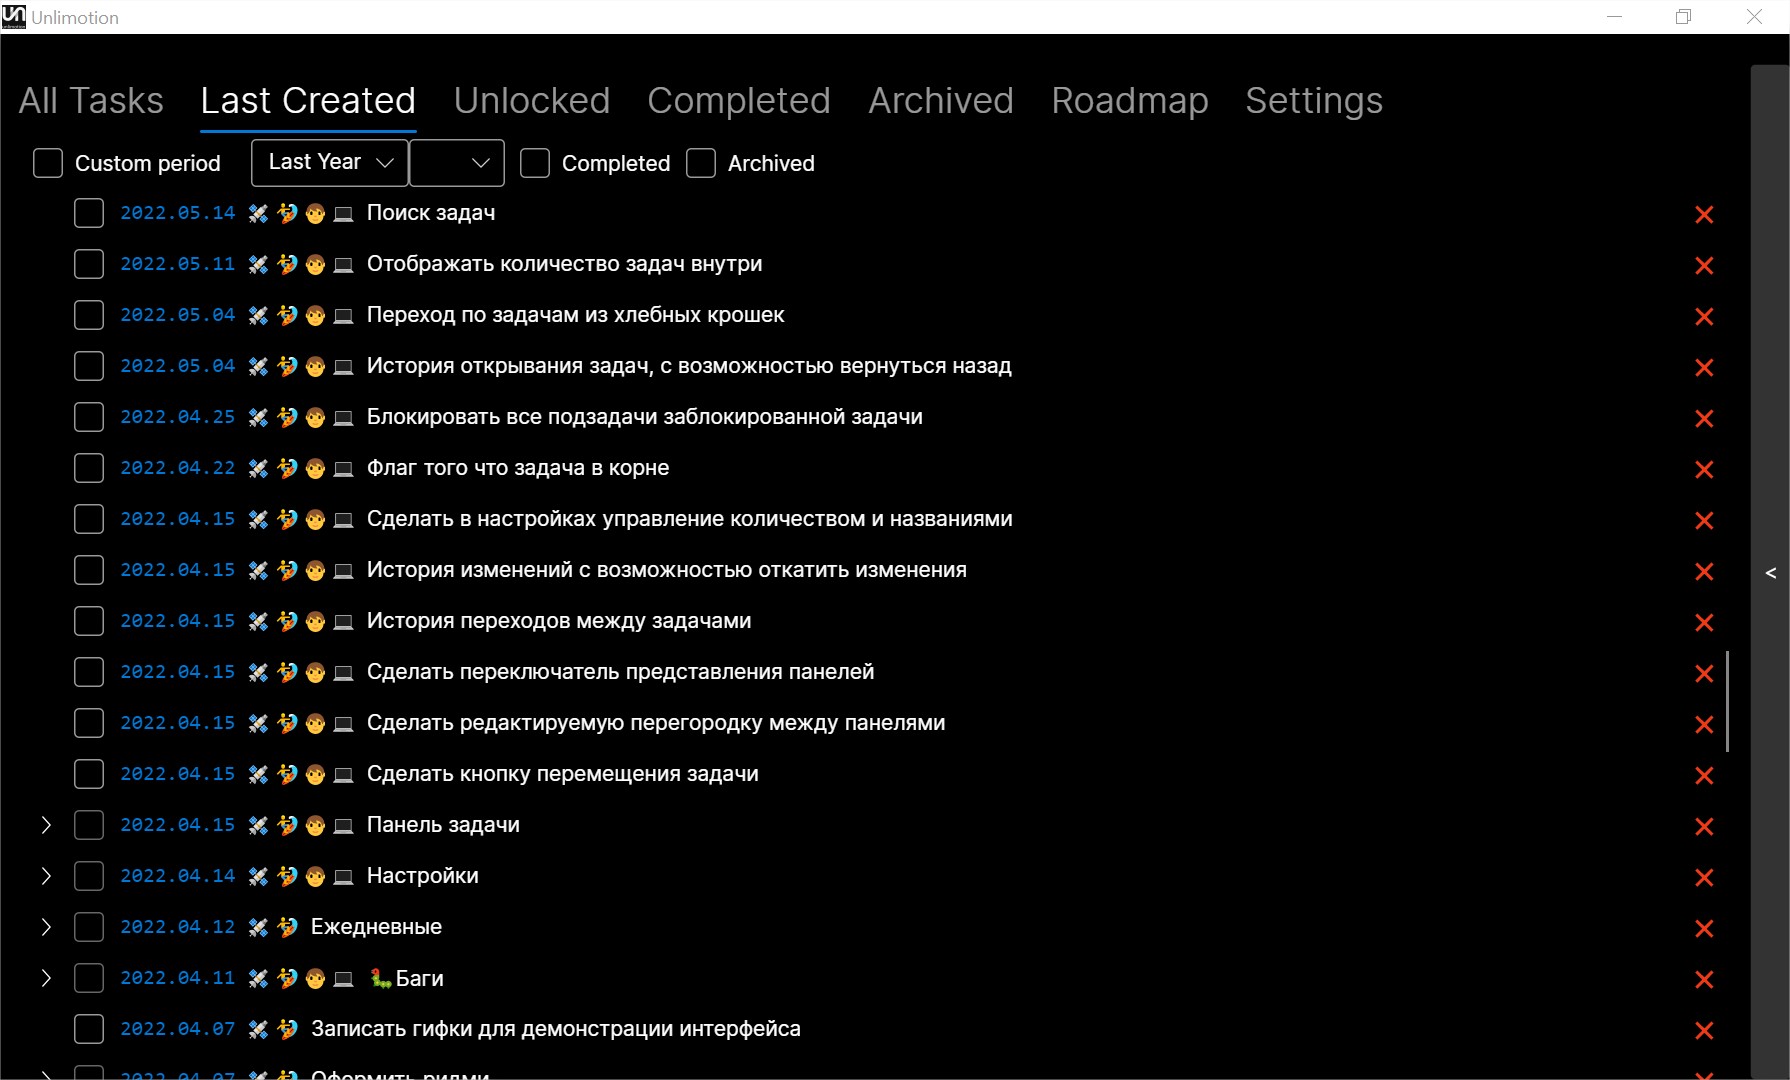 Unlimotion
All Tasks Last Created Unlocked Completed Archived Roadmap Settings
Custom period Last Year Completed Archived
2022.05.14 Поиск задач
2022.05.11 Отображать количество задач внутри
2022.05.04 Переход по задачам из хлебных крошек
2022.05.04 История открывания задач, с возможностью вернуться назад
2022.04.25 Блокировать все подзадачи заблокированной задачи
2022.04.22 Флаг того что задача в корне
2022.04.15 Сделать в настройках управление количеством и названиями
2022.04.15 История изменений с возможностью откатить изменения
2022.04.15 История переходов между задачами
2022.04.15 Сделать переключатель представления панелей
2022.04.15 Сделать редактируемую перегородку между панелями
2022.04.15 Сделать кнопку перемещения задачи
2022.04.15 Панель задачи
2022.04.14 Настройки
2022.04.12 Ежедневные
2022.04.11 Баги
2022.04.07 Записать гифки для демонстрации интерфейса
2022.04.07 Оформить ридми